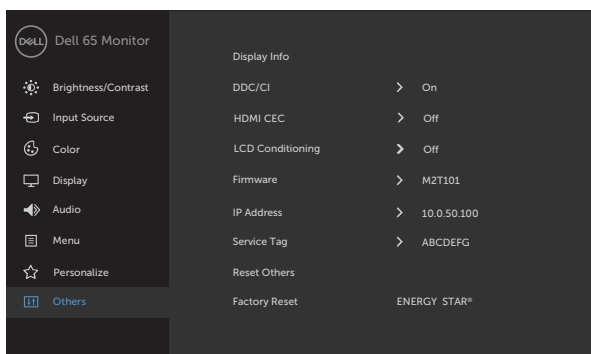 DELL Dell 65 Monitor
Display Info
Brightness/Contrast DDC/CI On
Input Source HDMI CEC Off
Color LCD Conditioning Off
Display Firmware M2T101
Audio IP Address 10.0.50.100
Menu Service Tag ABCDEFG
Personalize Reset Others
Others Factory Reset ENERGY STAR®